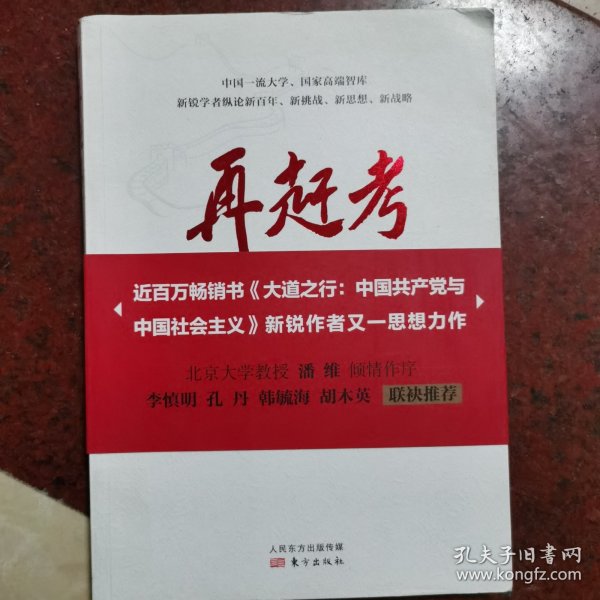 中国一流大学、国家高端智库
新锐学者纵论新百年、新挑战、新思想、新战略
再赶考
近百万畅销书《大道之行：中国共产党与
中国社会主义》新锐作者又一思想力作
北京大学教授 潘 维 倾情作序
李慎明 孔 丹 韩毓海 胡木英 联袂推荐
人民东方出版传媒
东方出版社
孔夫子旧书网
www.kongfz.com